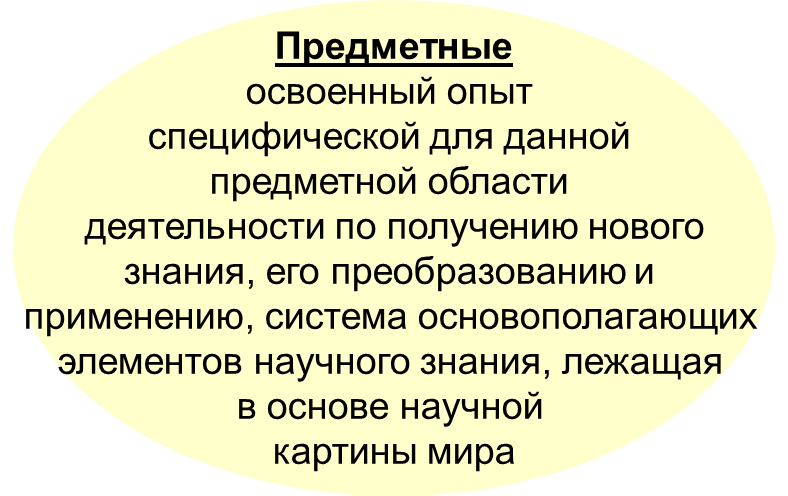 Предметные
освоенный опыт
специфической для данной
предметной области
деятельности по получению нового
знания, его преобразованию и
применению, система основополагающих
элементов научного знания, лежащая
в основе научной
картины мира